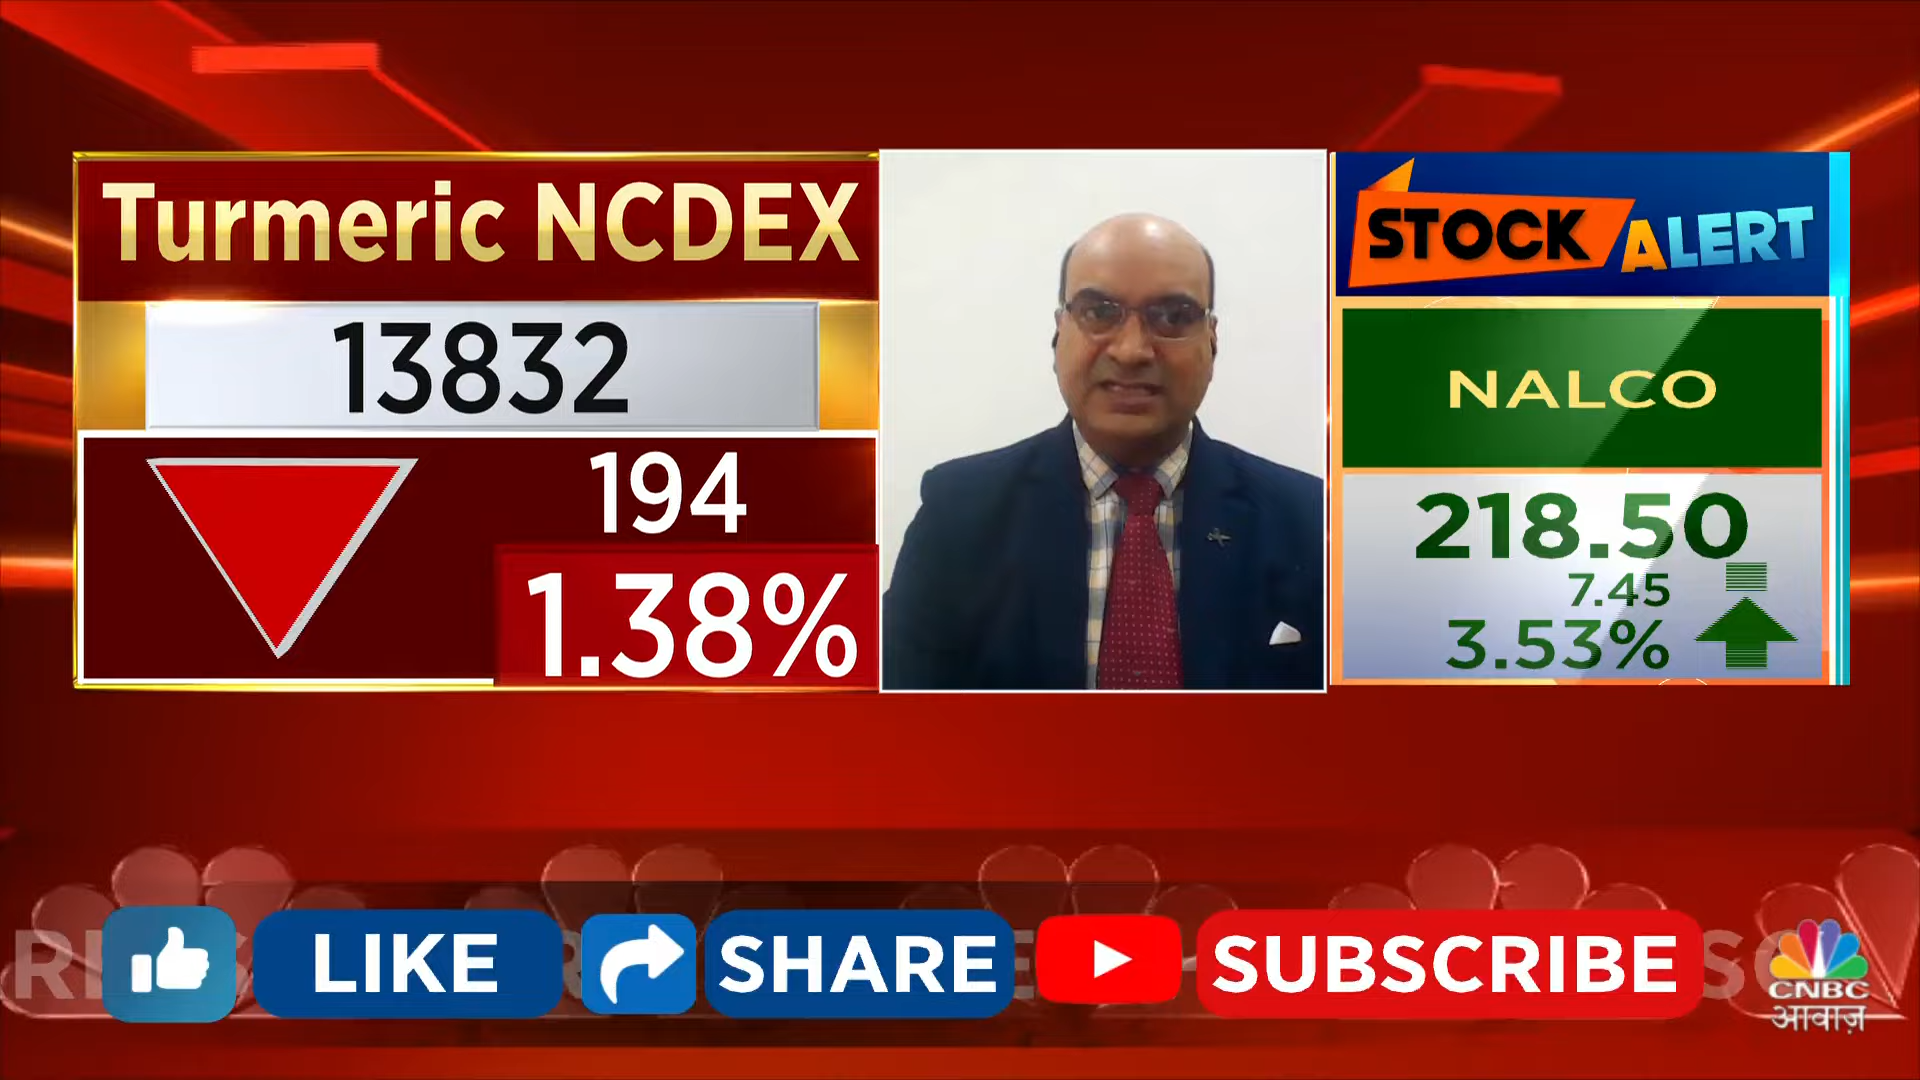 Turmeric NCDEX
13832
194
1.38%
STOCK ALERT
NALCO
218.50
7.45
3.53%
LIKE
SHARE
SUBSCRIBE
CNBC
आवाज़